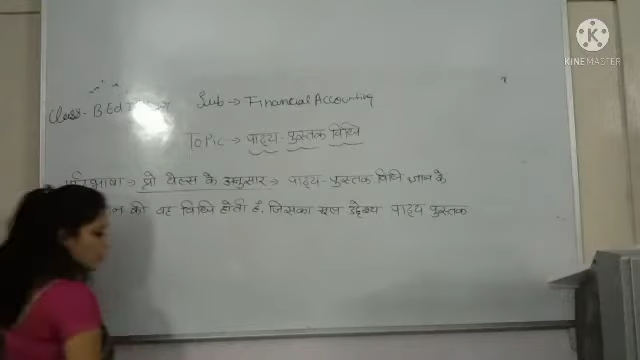 KINEMASTER
Class- B.Ed Sub → Financial Accounting
Topic → पाठ्य-पुस्तक विधि
परिभाषा → प्रो वेल्स के अनुसार → पाठ्य-पुस्तक विधि ज्ञान के
की वह विधि होती है, जिसका मूल उद्देश्य पाठ्य पुस्तक